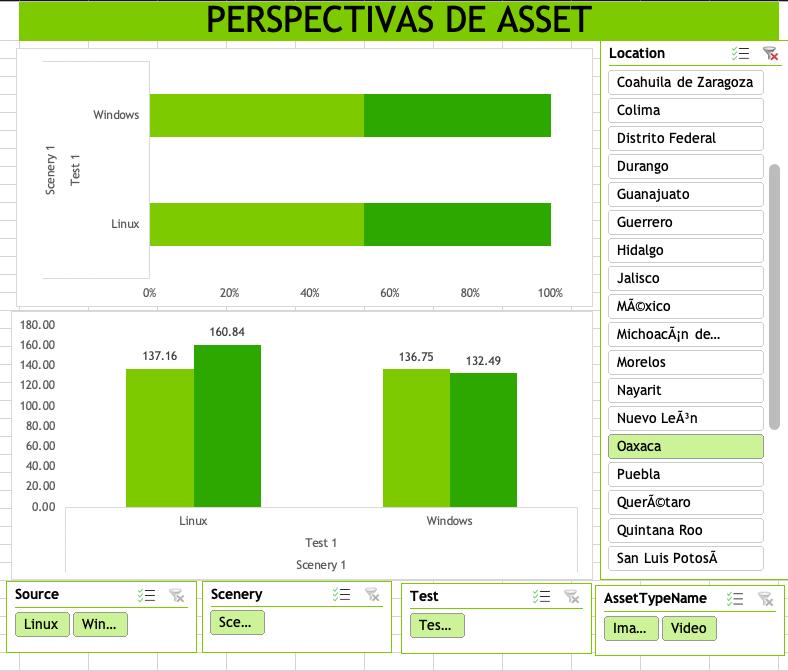 PERSPECTIVAS DE ASSET
Windows
Linux
Scenery 1
Test 1
0% 20% 40% 60% 80% 100%
180.00
160.00
140.00
120.00
100.00
80.00
60.00
40.00
20.00
0.00
137.16
160.84
136.75
132.49
Linux Windows
Test 1
Scenery 1
Location
Coahuila de Zaragoza
Colima
Distrito Federal
Durango
Guanajuato
Guerrero
Hidalgo
Jalisco
MÃ©xico
MichoacÃ¡n de...
Morelos
Nayarit
Nuevo LeÃ³n
Oaxaca
Puebla
QuerÃ©taro
Quintana Roo
San Luis PotosÃ
Source
Linux Win...
Scenery
Sce...
Test
Tes...
AssetTypeName
Ima... Video